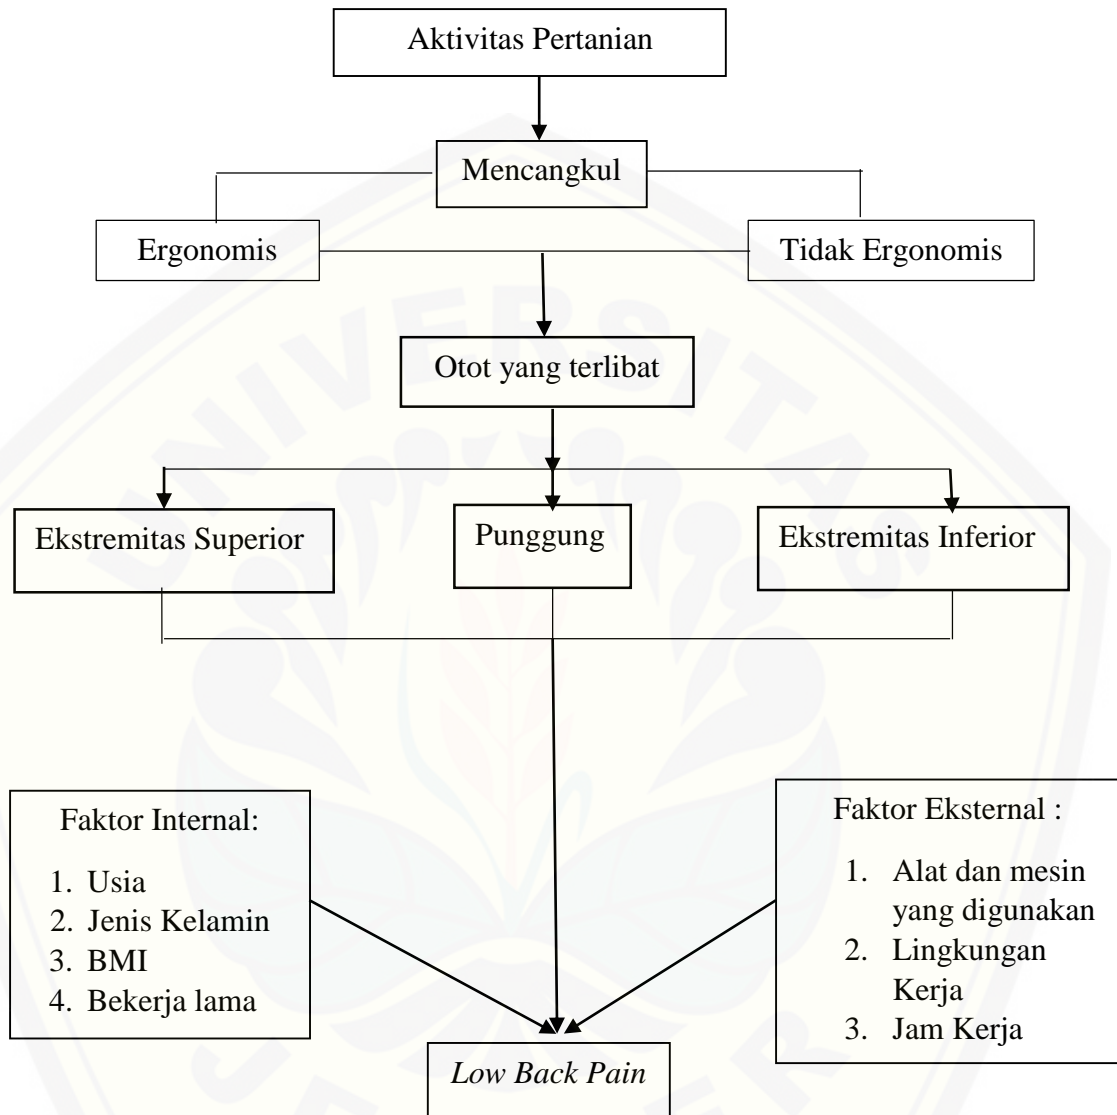 Aktivitas Pertanian
Mencangkul
Ergonomis
Tidak Ergonomis
Otot yang terlibat
Ekstremitas Superior
Punggung
Ekstremitas Inferior
Faktor Internal:
1. Usia
2. Jenis Kelamin
3. BMI
4. Bekerja lama
Faktor Eksternal :
1. Alat dan mesin
yang digunakan
2. Lingkungan
Kerja
3. Jam Kerja
Low Back Pain
UNIVERSITAS